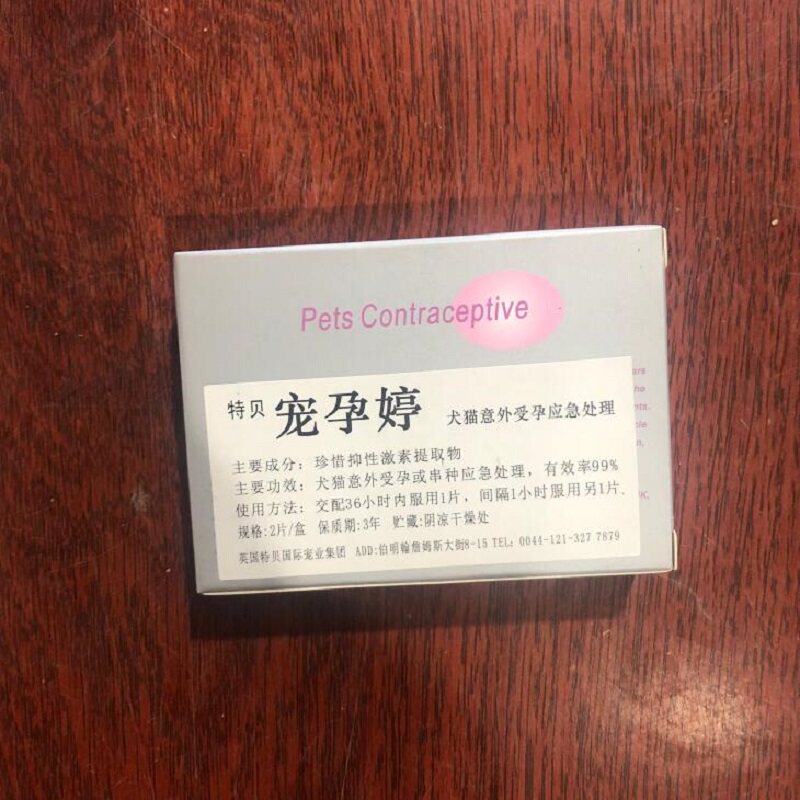 Pets Contraceptive
特贝 宠孕婷 犬猫意外受孕应急处理
主要成分：珍惜抑性激素提取物
主要功效：犬猫意外受孕或串种应急处理，有效率99%
使用方法：交配36小时内服用1片，间隔1小时服用另1片.
规格:2片/盒 保质期:3年 贮藏:阴凉干燥处
英国特贝国际宠业集团 ADD:伯明翰詹姆斯大街8-15 TEL: 0044-121-327 7879